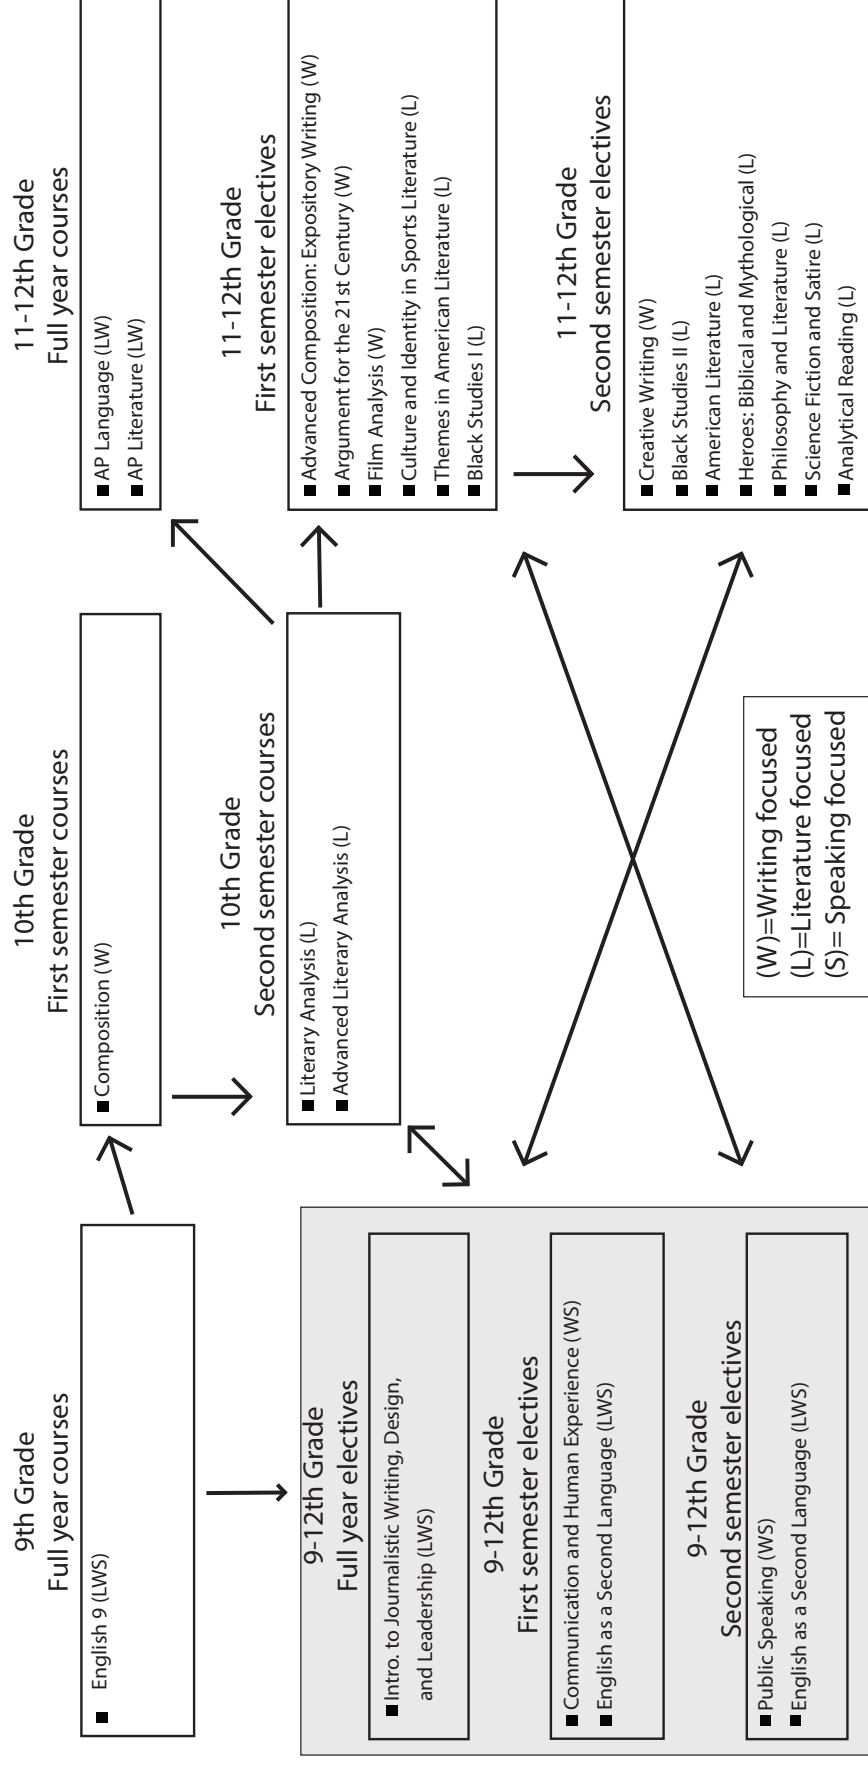 9th Grade
Full year courses
■ English 9 (LWS)
9-12th Grade
Full year electives
■ Intro. to Journalistic Writing, Design,
and Leadership (LWS)
9-12th Grade
First semester electives
■ Communication and Human Experience (WS)
■ English as a Second Language (LWS)
9-12th Grade
Second semester electives
■ Public Speaking (WS)
■ English as a Second Language (LWS)
10th Grade
First semester courses
■ Composition (W)
10th Grade
Second semester courses
■ Literary Analysis (L)
■ Advanced Literary Analysis (L)
(W)=Writing focused
(L)=Literature focused
(S)= Speaking focused
11-12th Grade
Full year courses
■ AP Language (LW)
■ AP Literature (LW)
11-12th Grade
First semester electives
■ Advanced Composition: Expository Writing (W)
■ Argument for the 21st Century (W)
■ Film Analysis (W)
■ Culture and Identity in Sports Literature (L)
■ Themes in American Literature (L)
■ Black Studies I (L)
11-12th Grade
Second semester electives
■ Creative Writing (W)
■ Black Studies II (L)
■ American Literature (L)
■ Heroes: Biblical and Mythological (L)
■ Philosophy and Literature (L)
■ Science Fiction and Satire (L)
■ Analytical Reading (L)